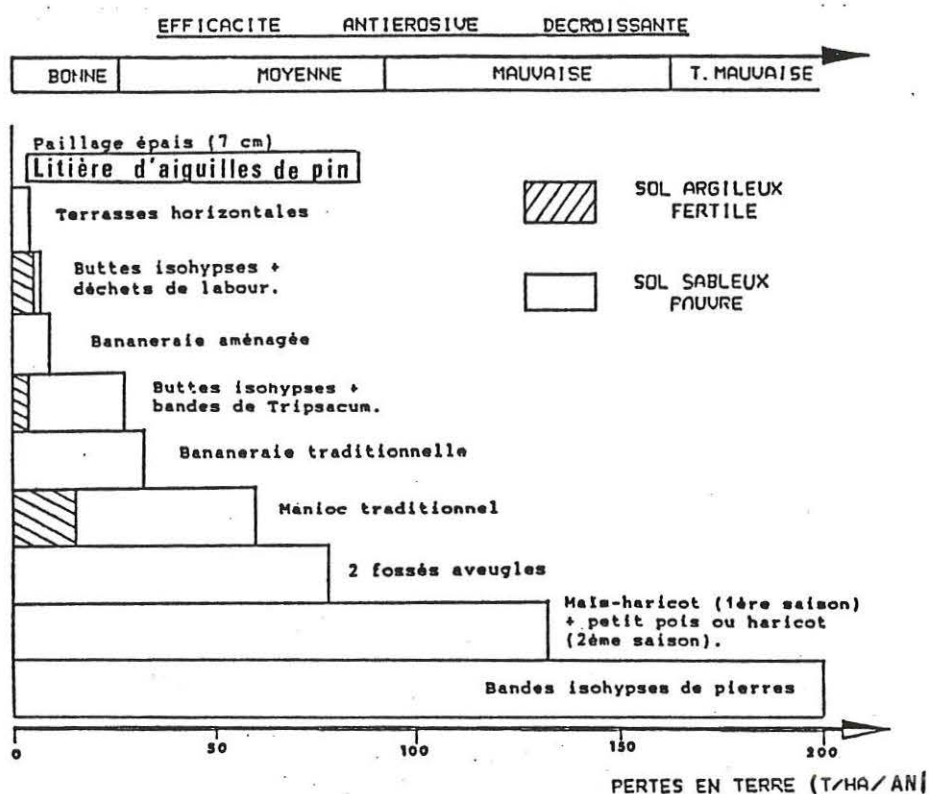 EFFICACITE ANTIEROSIVE DECROISSANTE
BONNE MOYENNE MAUVAISE T. MAUVAISE
Paillage épais (7 cm)
Litière d'aiguilles de pin
Terrasses horizontales
Buttes isohypses +
déchets de labour.
Bananeraie aménagée
Buttes isohypses +
bandes de Tripsacum.
Bananeraie traditionnelle
Manioc traditionnel
2 fossés aveugles
Maïs-haricot (1ère saison)
+ petit pois ou haricot
(2ème saison).
Bandes isohypses de pierres
SOL ARGILEUX
FERTILE
SOL SABLEUX
PAUVRE
0 50 100 150 200
PERTES EN TERRE (T/HA/AN)